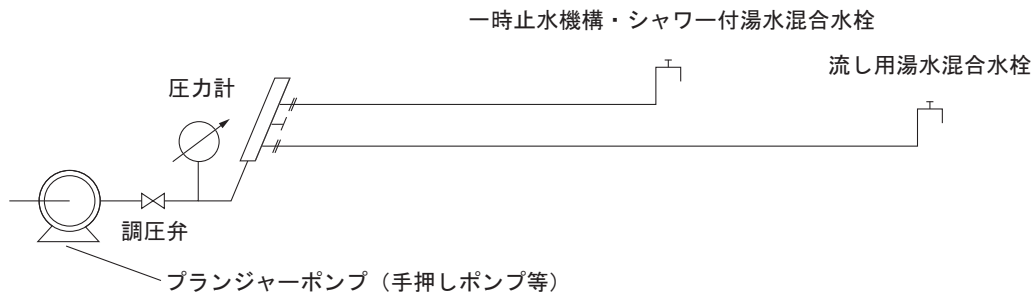 一時止水機構・シャワー付湯水混合水栓
流し用湯水混合水栓
圧力計
調圧弁
プランジャーポンプ（手押しポンプ等）